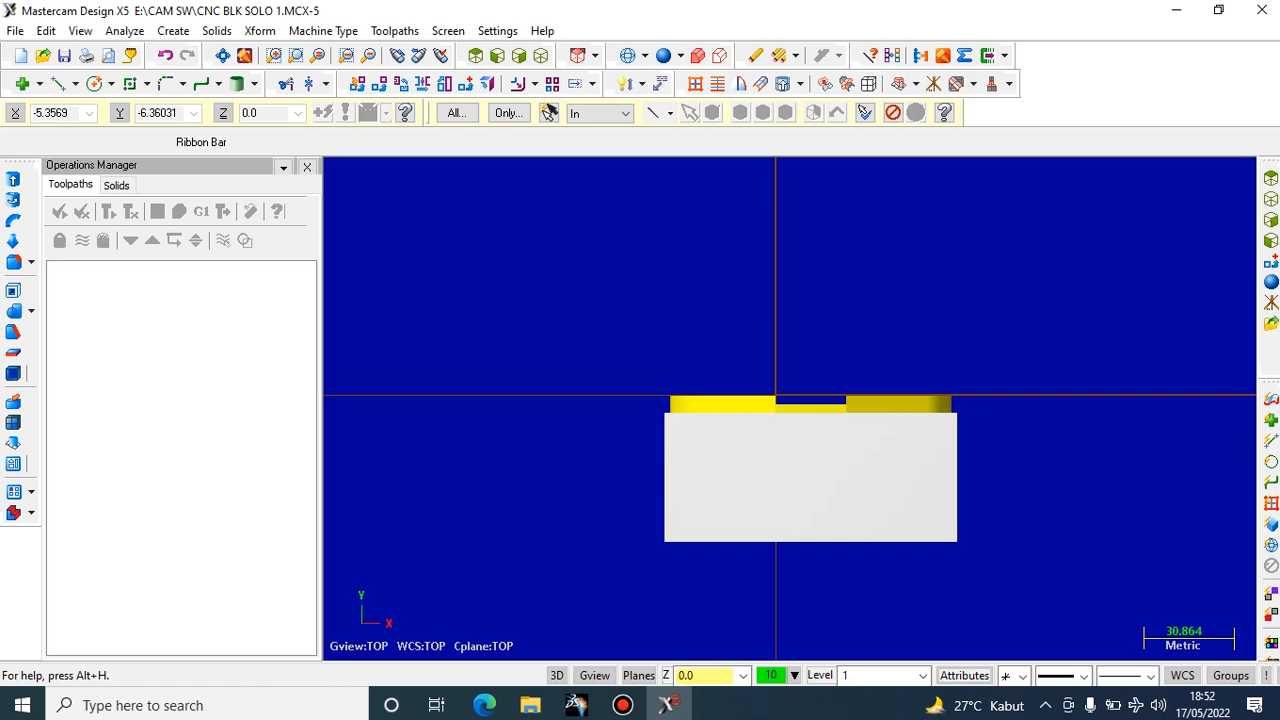 Mastercam Design X5 E:\CAM SW\CNC BLK SOLO 1.MCX-5
File Edit View Analyze Create Solids Xform Machine Type Toolpaths Screen Settings Help
X -5.3569 Y -6.36031 Z 0.0 All... Only... In
Ribbon Bar
Operations Manager
Toolpaths Solids
G1
Y
X
Gview:TOP WCS:TOP Cplane:TOP
30.864
Metric
For help, press Alt+H.
3D Gview Planes Z 0.0 10 Level 1 Attributes WCS Groups !
Type here to search
27°C Kabut
18:52
17/05/2022